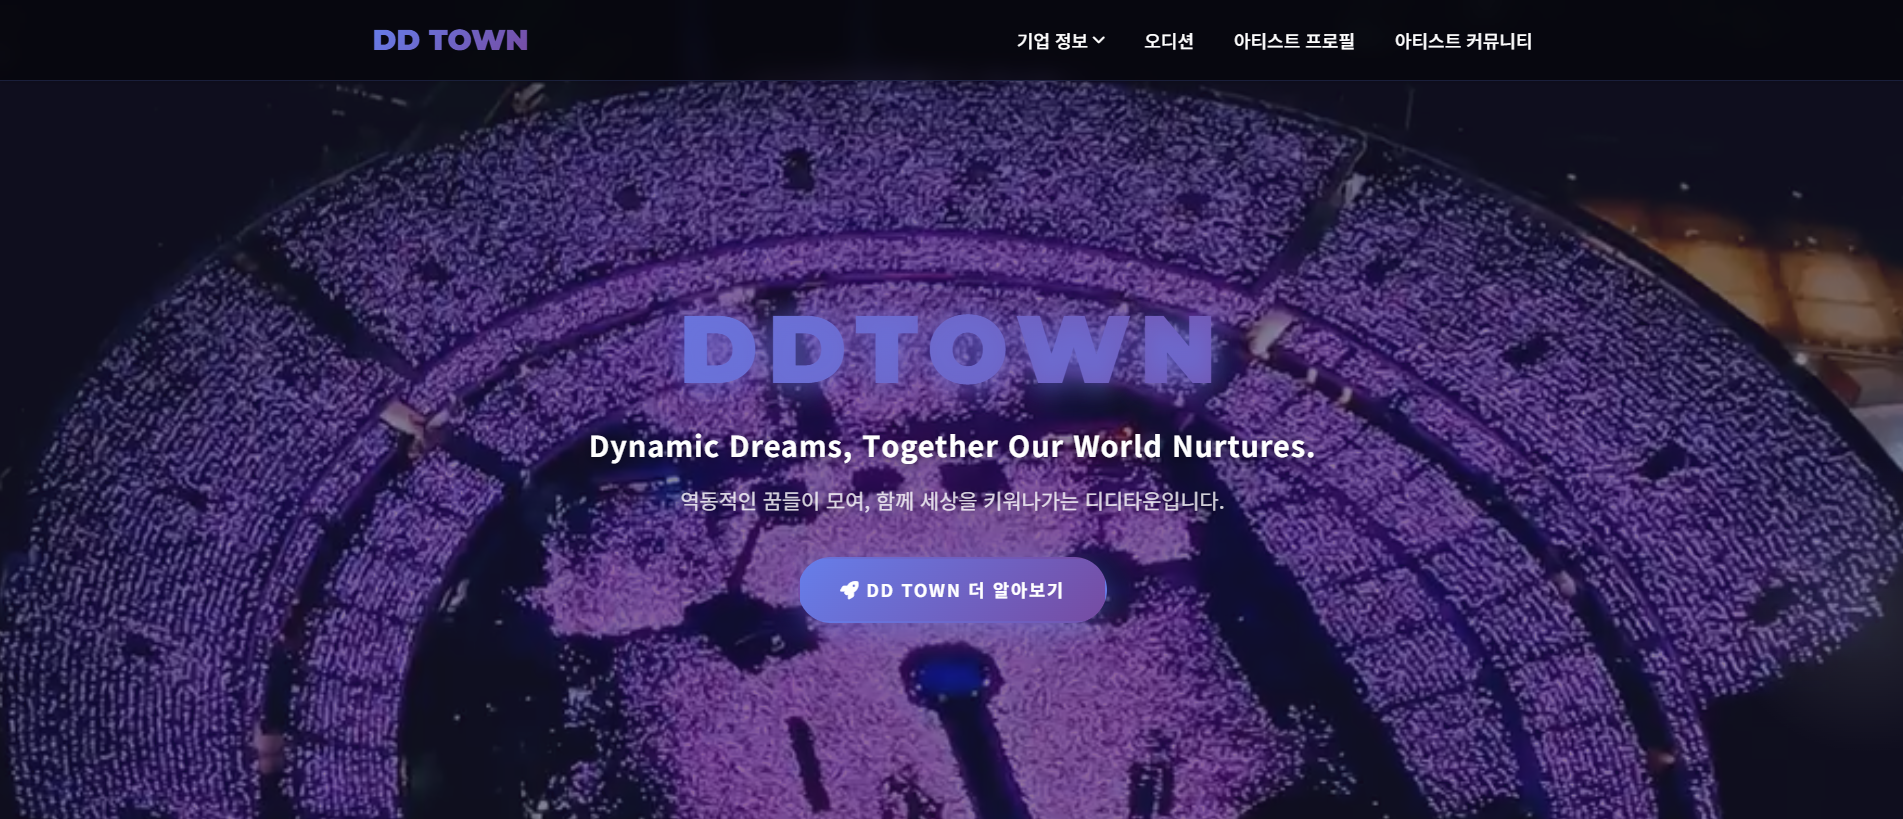 DD TOWN
기업 정보
오디션
아티스트 프로필
아티스트 커뮤니티
DDTOWN
Dynamic Dreams, Together Our World Nurtures.
역동적인 꿈들이 모여, 함께 세상을 키워나가는 디디타운입니다.
DD TOWN 더 알아보기